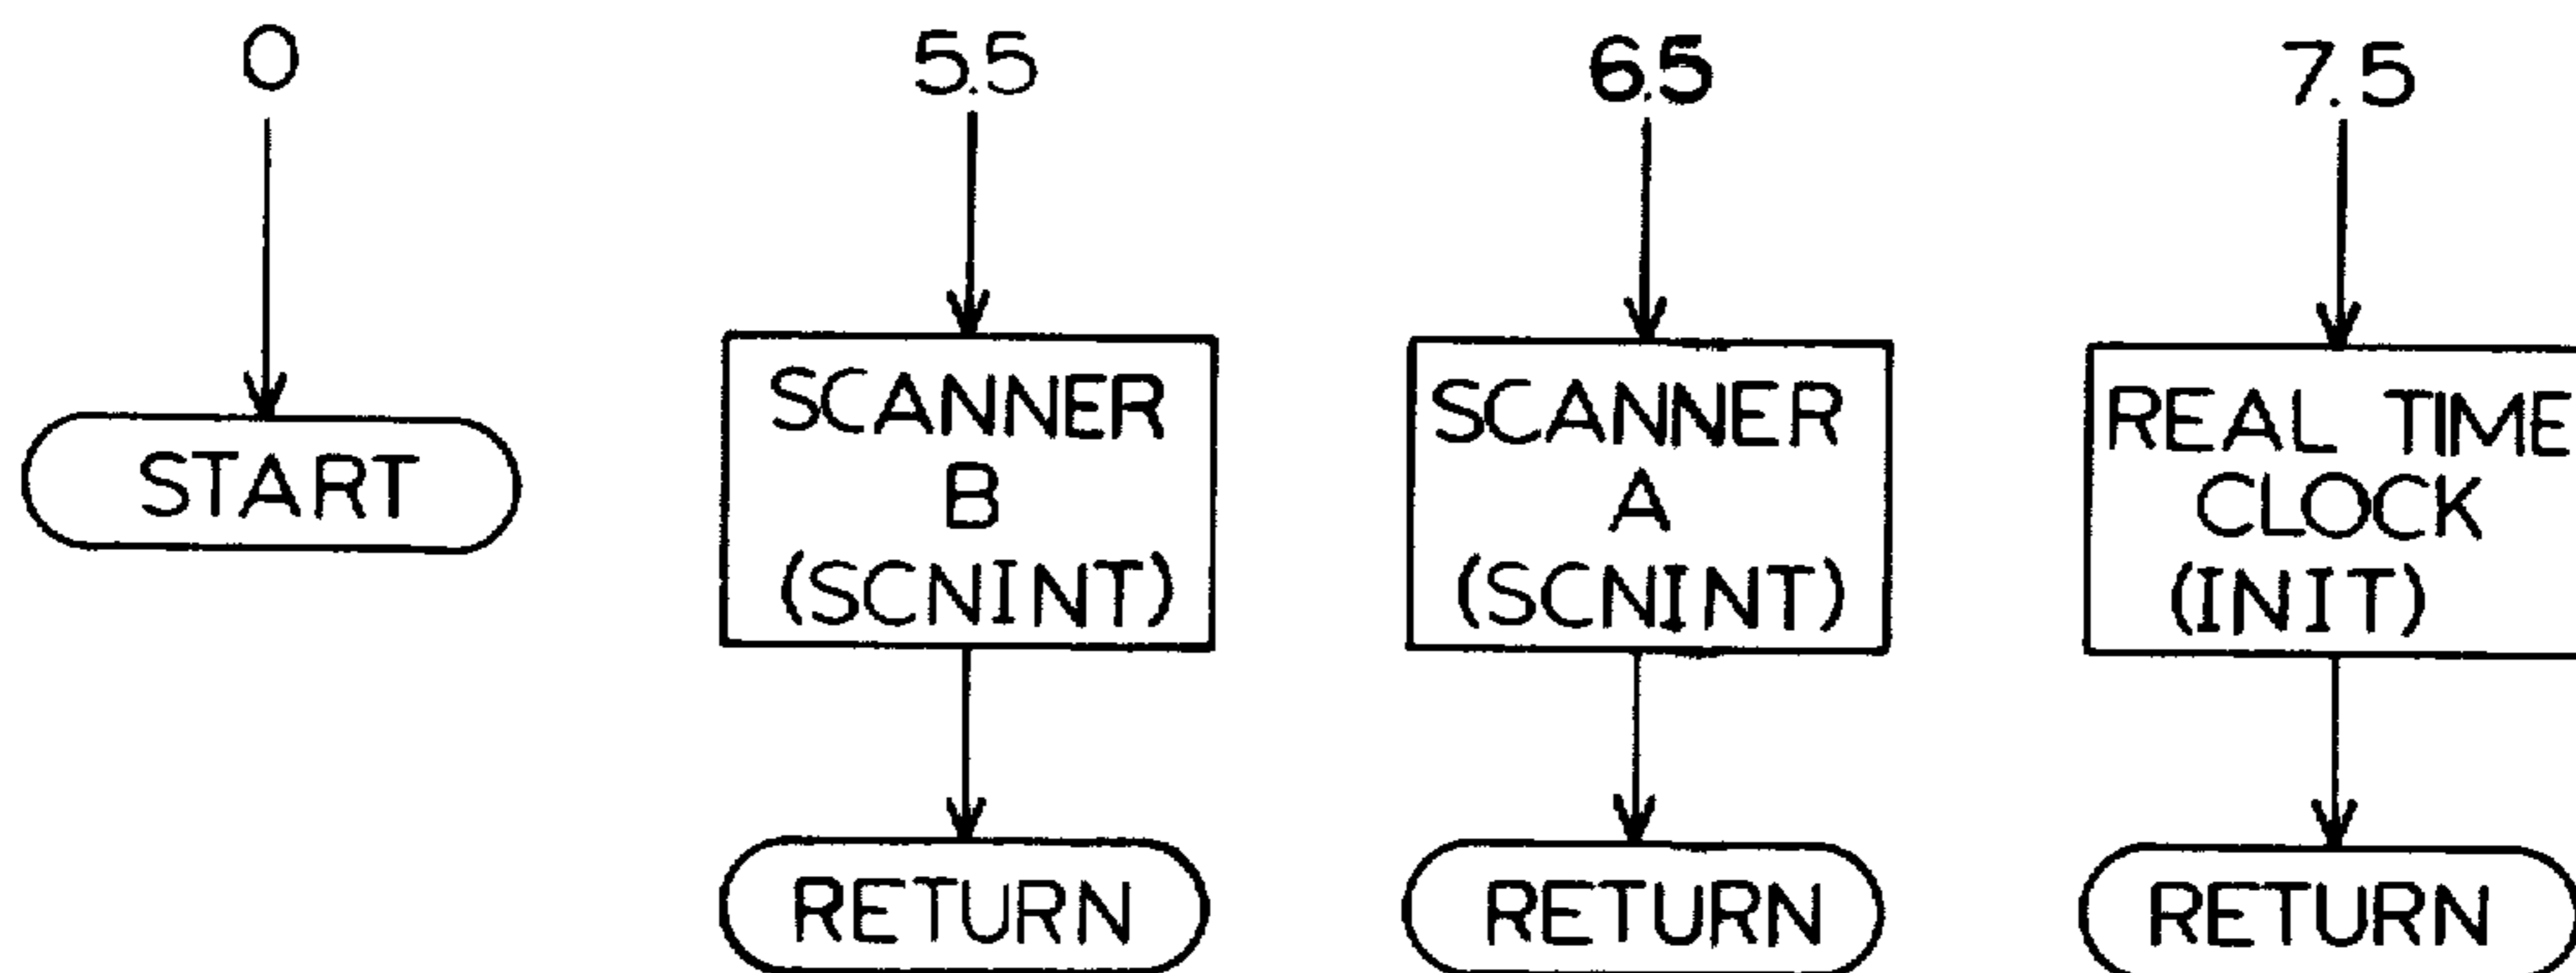 0
START
5.5
SCANNER
B
(SCNINT)
RETURN
6.5
SCANNER
A
(SCNINT)
RETURN
7.5
REAL TIME
CLOCK
(INIT)
RETURN